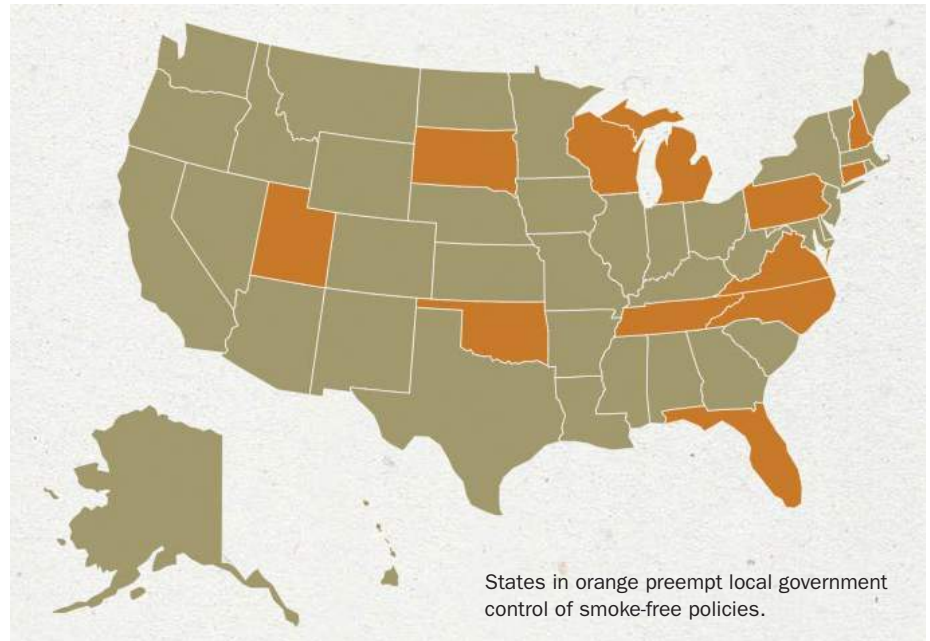 States in orange preempt local government
control of smoke-free policies.